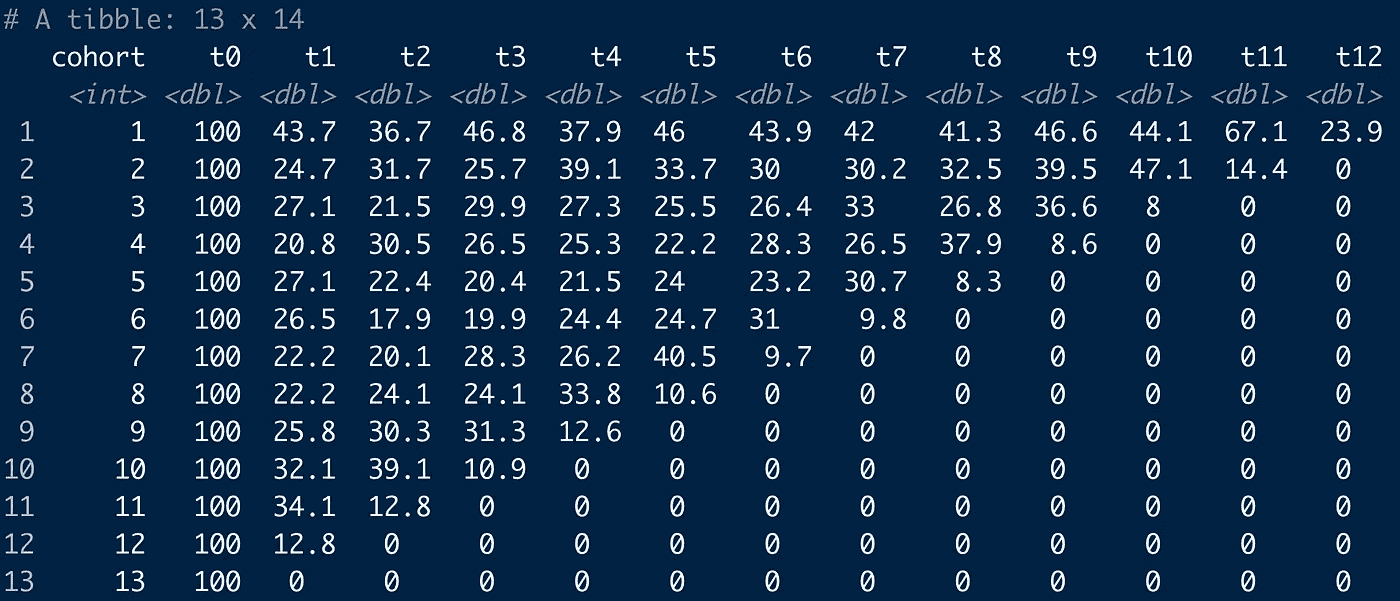 # A tibble: 13 x 14
cohort t0 t1 t2 t3 t4 t5 t6 t7 t8 t9 t10 t11 t12
<int> <dbl> <dbl> <dbl> <dbl> <dbl> <dbl> <dbl> <dbl> <dbl> <dbl> <dbl> <dbl> <dbl>
1 1 100 43.7 36.7 46.8 37.9 46 43.9 42 41.3 46.6 44.1 67.1 23.9
2 2 100 24.7 31.7 25.7 39.1 33.7 30 30.2 32.5 39.5 47.1 14.4 0
3 3 100 27.1 21.5 29.9 27.3 25.5 26.4 33 26.8 36.6 8 0 0
4 4 100 20.8 30.5 26.5 25.3 22.2 28.3 26.5 37.9 8.6 0 0 0
5 5 100 27.1 22.4 20.4 21.5 24 23.2 30.7 8.3 0 0 0 0
6 6 100 26.5 17.9 19.9 24.4 24.7 31 9.8 0 0 0 0 0
7 7 100 22.2 20.1 28.3 26.2 40.5 9.7 0 0 0 0 0 0
8 8 100 22.2 24.1 24.1 33.8 10.6 0 0 0 0 0 0 0
9 9 100 25.8 30.3 31.3 12.6 0 0 0 0 0 0 0 0
10 10 100 32.1 39.1 10.9 0 0 0 0 0 0 0 0 0
11 11 100 34.1 12.8 0 0 0 0 0 0 0 0 0 0
12 12 100 12.8 0 0 0 0 0 0 0 0 0 0 0
13 13 100 0 0 0 0 0 0 0 0 0 0 0 0